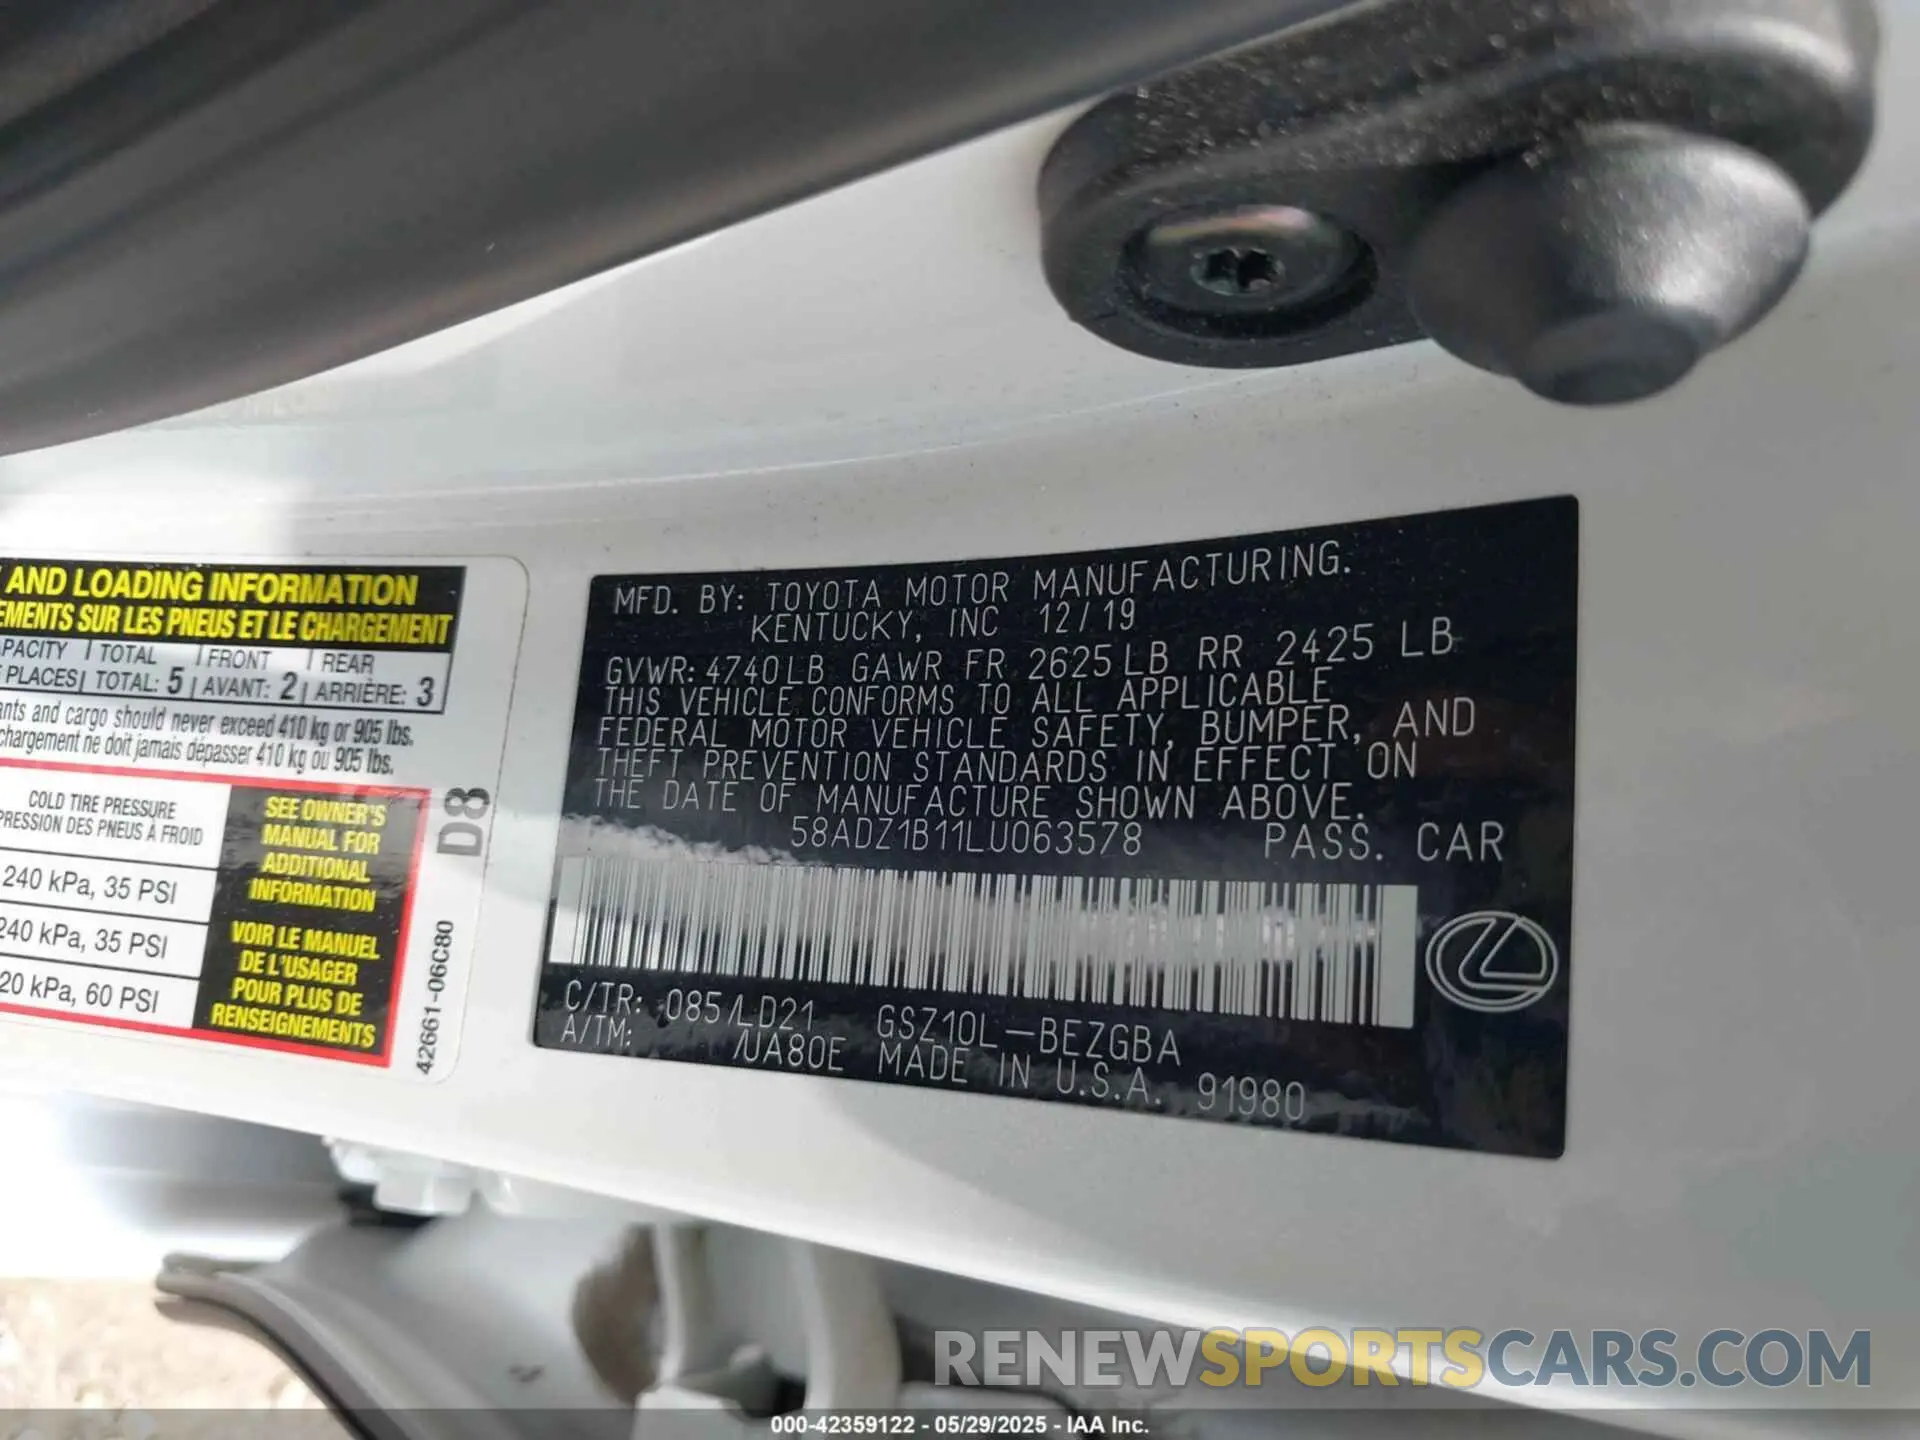 AND LOADING INFORMATION
SUR LES PNEUS ET LE CHARGEMENT
TOTAL FRONT REAR
PLACES TOTAL: 5 AVANT: 2 ARRIÈRE: 3
and cargo should never exceed 410 kg or 905 lbs.
chargement ne doit jamais dépasser 410 kg ou 905 lbs.
COLD TIRE PRESSURE
PRESSION DES PNEUS À FROID
240 kPa, 35 PSI
240 kPa, 35 PSI
20 kPa, 60 PSI
SEE OWNER'S
MANUAL FOR
ADDITIONAL
INFORMATION
VOIR LE MANUEL
DE L'USAGER
POUR PLUS DE
RENSEIGNEMENTS
D8
42661-06C80
MFD. BY: TOYOTA MOTOR MANUFACTURING.
KENTUCKY, INC 12/19
GVWR: 4740LB GAWR FR 2625LB RR 2425 LB
THIS VEHICLE CONFORMS TO ALL APPLICABLE
FEDERAL MOTOR VEHICLE SAFETY, BUMPER, AND
THEFT PREVENTION STANDARDS IN EFFECT ON
THE DATE OF MANUFACTURE SHOWN ABOVE.
58ADZ1B11LU063578 PASS. CAR
C/TR: 085/LD21 GSZ10L-BEZGBA
A/TM: /UA80E MADE IN U.S.A. 91980
RENEWSPORTSCARS.COM
000-42359122 - 05/29/2025 - IAA Inc.